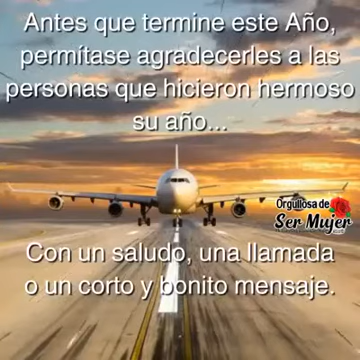 Antes que termine este Año,
permítase agradecerles a las
personas que hicieron hermoso
su año...
Orgullosa de
Ser Mujer
Con un saludo, una llamada
o un corto y bonito mensaje.